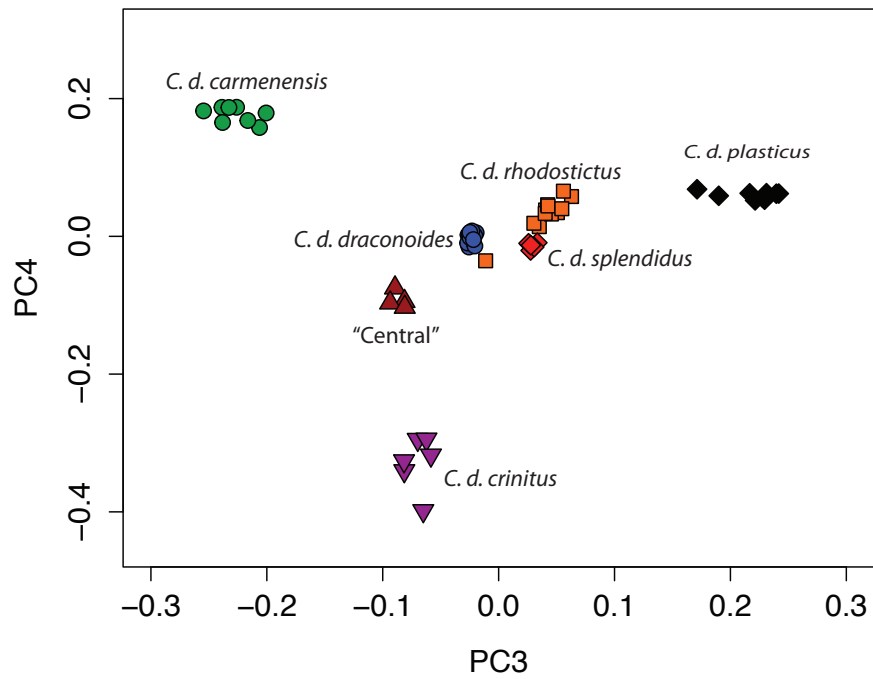 C. d. carmenensis
C. d. plasticus
C. d. rhodostictus
C. d. draconoides
C. d. splendidus
“Central”
C. d. crinitus
PC4
0.2
0.0
−0.2
−0.4
−0.3 −0.2 −0.1 0.0 0.1 0.2 0.3
PC3